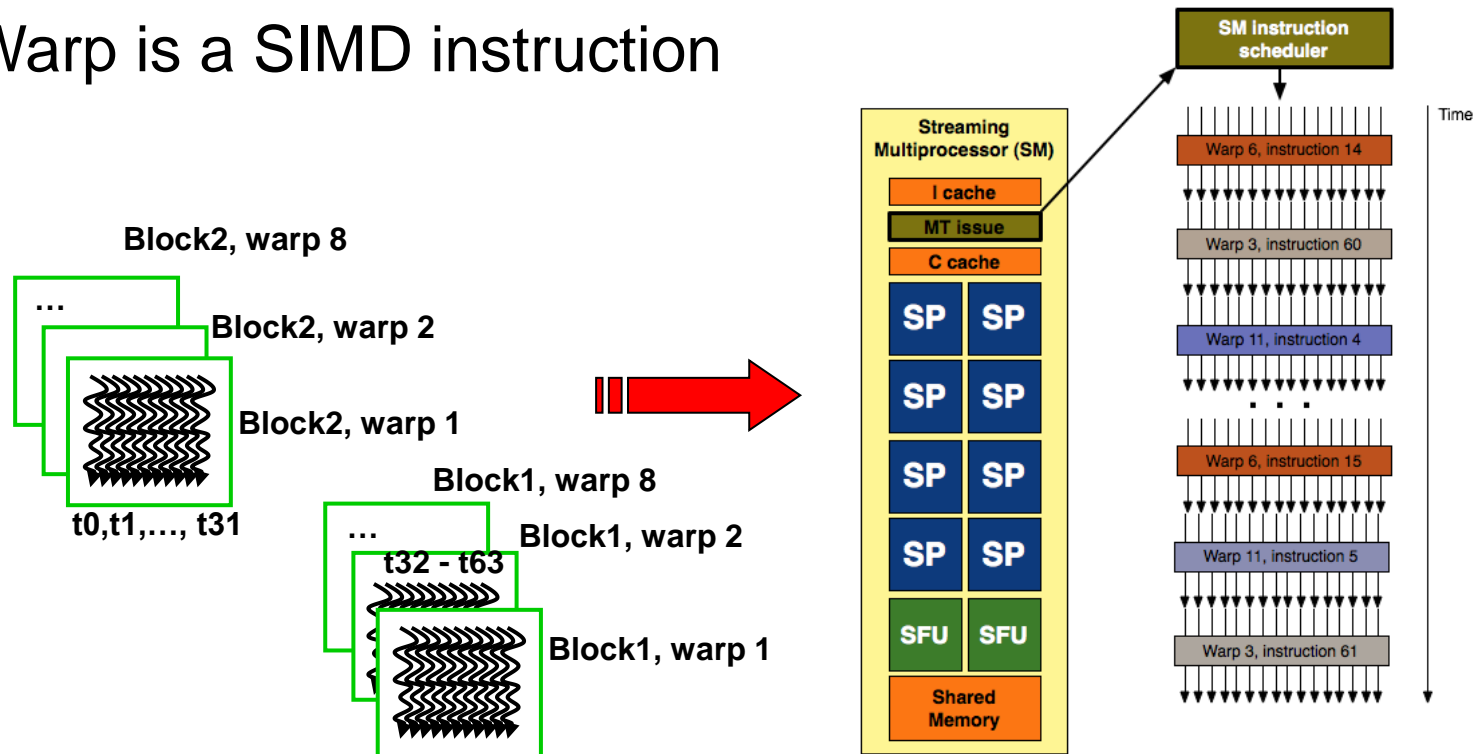 Warp is a SIMD instruction
Block2, warp 8
…
Block2, warp 2
Block2, warp 1
t0,t1,…, t31
Block1, warp 8
…
Block1, warp 2
t32 - t63
Block1, warp 1
Streaming
Multiprocessor (SM)
I cache
MT issue
C cache
SP SP
SP SP
SP SP
SP SP
SFU SFU
Shared
Memory
SM instruction
scheduler
Time
Warp 6, instruction 14
Warp 3, instruction 60
Warp 11, instruction 4
. . .
Warp 6, instruction 15
Warp 11, instruction 5
Warp 3, instruction 61